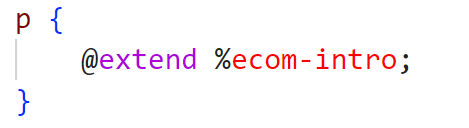 p {
    @extend %ecom-intro;
}